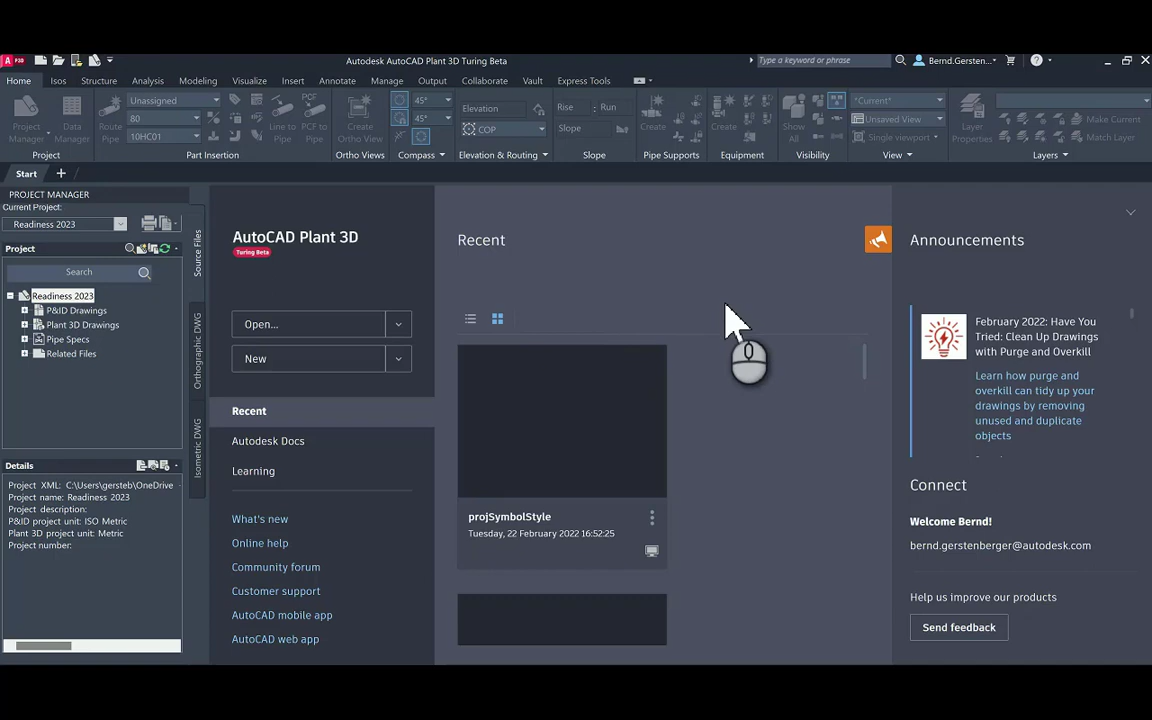 Autodesk AutoCAD Plant 3D Turing Beta
Type a keyword or phrase
Bernd.Gersten...
Home
Isos
Structure
Analysis
Modeling
Visualize
Insert
Annotate
Manage
Output
Collaborate
Vault
Express Tools
Project
Manager
Data
Manager
Route
Pipe
Unassigned
80
10HC01
Line to
Pipe
PCF to
Pipe
Create
Ortho View
45°
45°
Elevation
COP
Rise
Run
Slope
Create
Create
Show
All
*Current*
Unsaved View
Single viewport
Layer
Properties
Make Current
Match Layer
Project
Part Insertion
Ortho Views
Compass
Elevation & Routing
Slope
Pipe Supports
Equipment
Visibility
View
Layers
Start
PROJECT MANAGER
Current Project:
Readiness 2023
Project
Search
Readiness 2023
P&ID Drawings
Plant 3D Drawings
Pipe Specs
Related Files
Source Files
Orthographic DWG
Isometric DWG
Details
Project XML: C:\Users\gersteb\OneDrive
Project name: Readiness 2023
Project description:
P&ID project unit: ISO Metric
Plant 3D project unit: Metric
Project number:
AutoCAD Plant 3D
Turing Beta
Open...
New
Recent
Autodesk Docs
Learning
What's new
Online help
Community forum
Customer support
AutoCAD mobile app
AutoCAD web app
Recent
projSymbolStyle
Tuesday, 22 February 2022 16:52:25
Announcements
February 2022: Have You
Tried: Clean Up Drawings
with Purge and Overkill
Learn how purge and
overkill can tidy up your
drawings by removing
unused and duplicate
objects
Connect
Welcome Bernd!
bernd.gerstenberger@autodesk.com
Help us improve our products
Send feedback